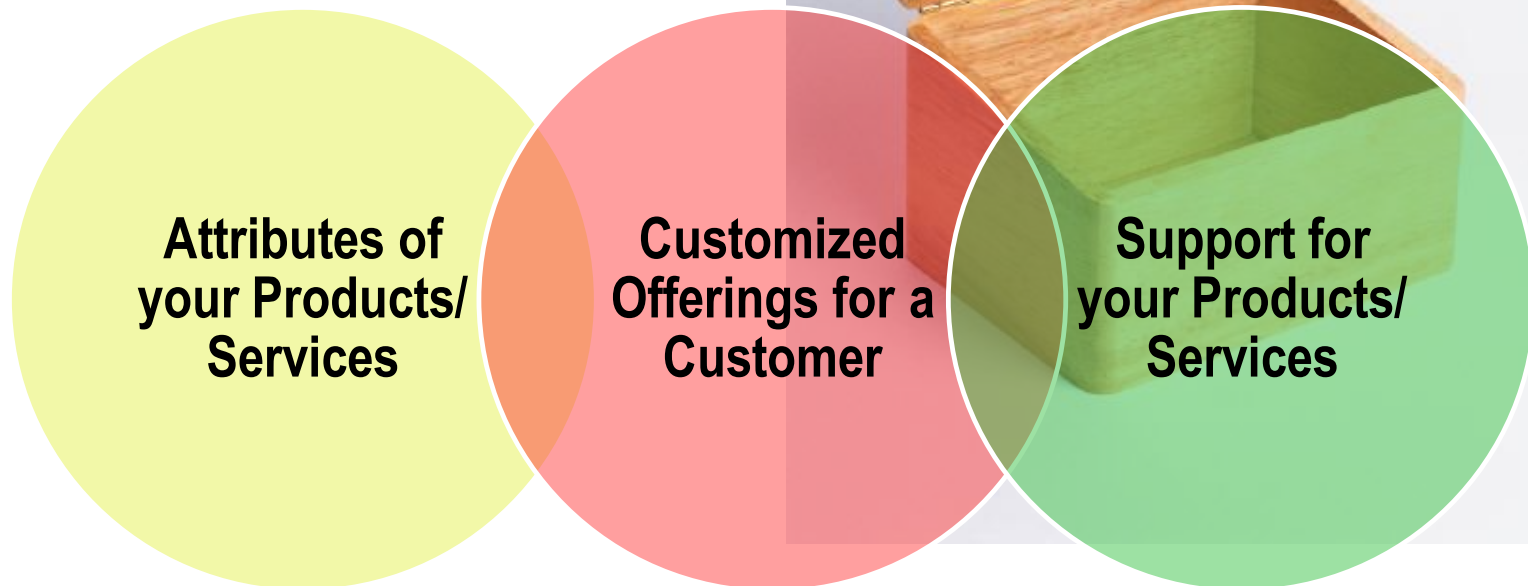 Attributes of
your Products/
Services
Customized
Offerings for a
Customer
Support for
your Products/
Services